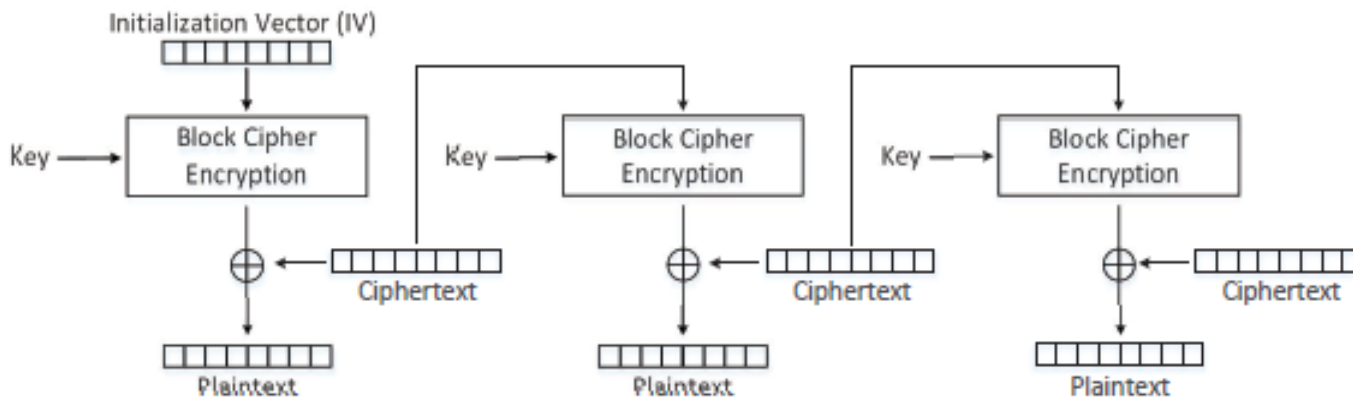 Initialization Vector (IV)
Key
Block Cipher
Encryption
Ciphertext
Plaintext
Key
Block Cipher
Encryption
Ciphertext
Plaintext
Key
Block Cipher
Encryption
Ciphertext
Plaintext